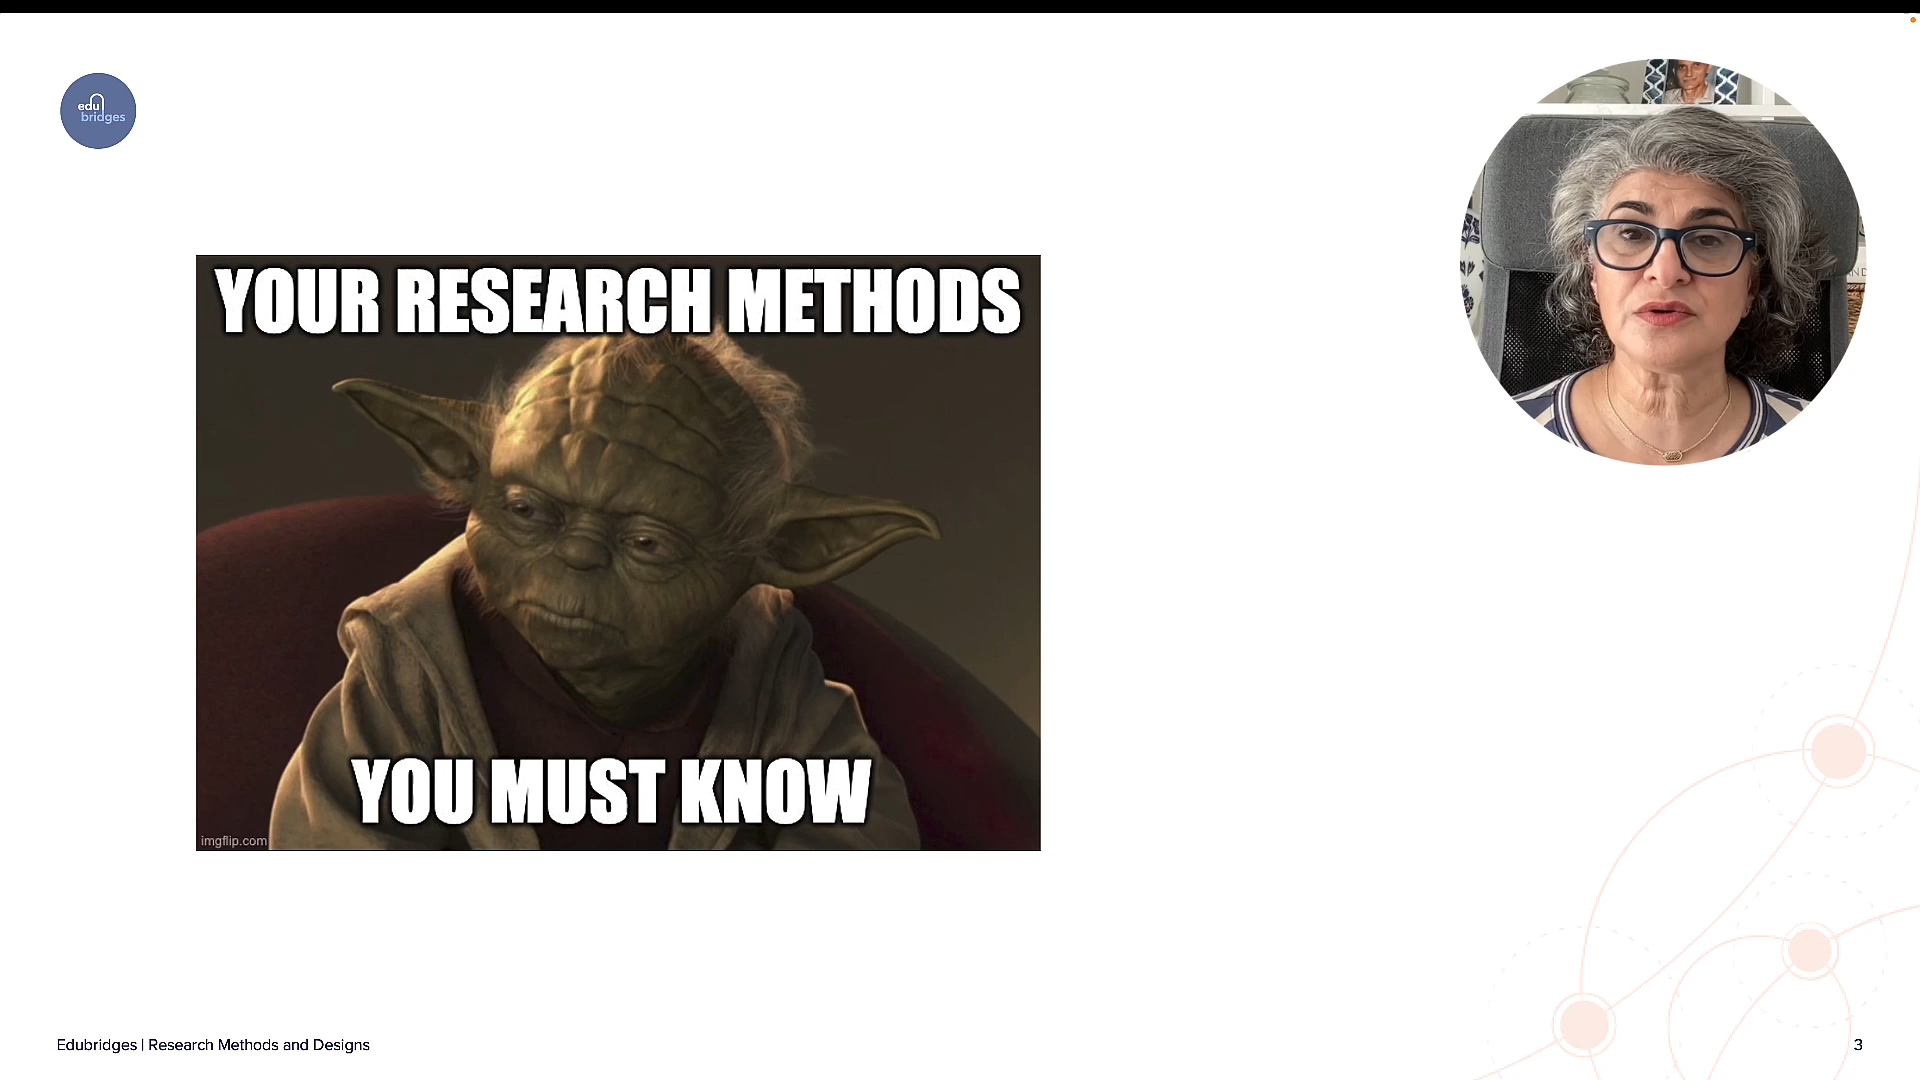 edu
bridges
YOUR RESEARCH METHODS
YOU MUST KNOW
imgflip.com
Edubridges | Research Methods and Designs
3